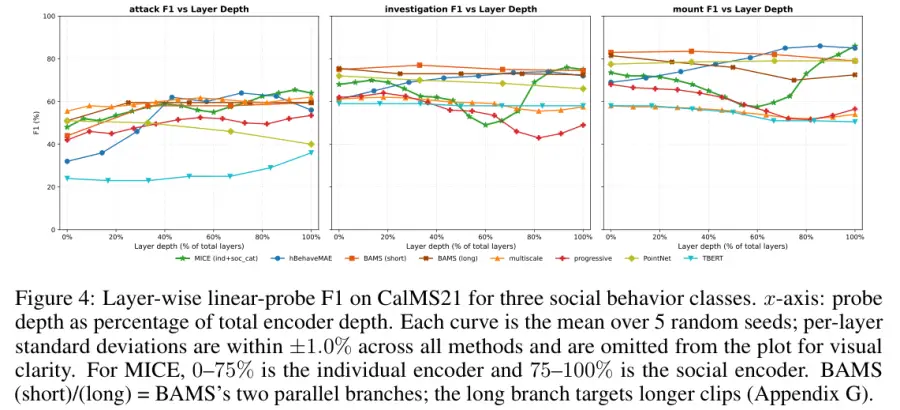 attack F1 vs Layer Depth
investigation F1 vs Layer Depth
mount F1 vs Layer Depth
100
80
60
40
20
0
F1 (%)
0% 20% 40% 60% 80% 100%
0% 20% 40% 60% 80% 100%
0% 20% 40% 60% 80% 100%
Layer depth (% of total layers)
Layer depth (% of total layers)
Layer depth (% of total layers)
MICE (ind+soc_cat) hBehaveMAE BAMS (short) BAMS (long) multiscale progressive PointNet TBERT
Figure 4: Layer-wise linear-probe F1 on CalMS21 for three social behavior classes. x-axis: probe
depth as percentage of total encoder depth. Each curve is the mean over 5 random seeds; per-layer
standard deviations are within ±1.0% across all methods and are omitted from the plot for visual
clarity. For MICE, 0–75% is the individual encoder and 75–100% is the social encoder. BAMS
(short)/(long) = BAMS's two parallel branches; the long branch targets longer clips (Appendix G).